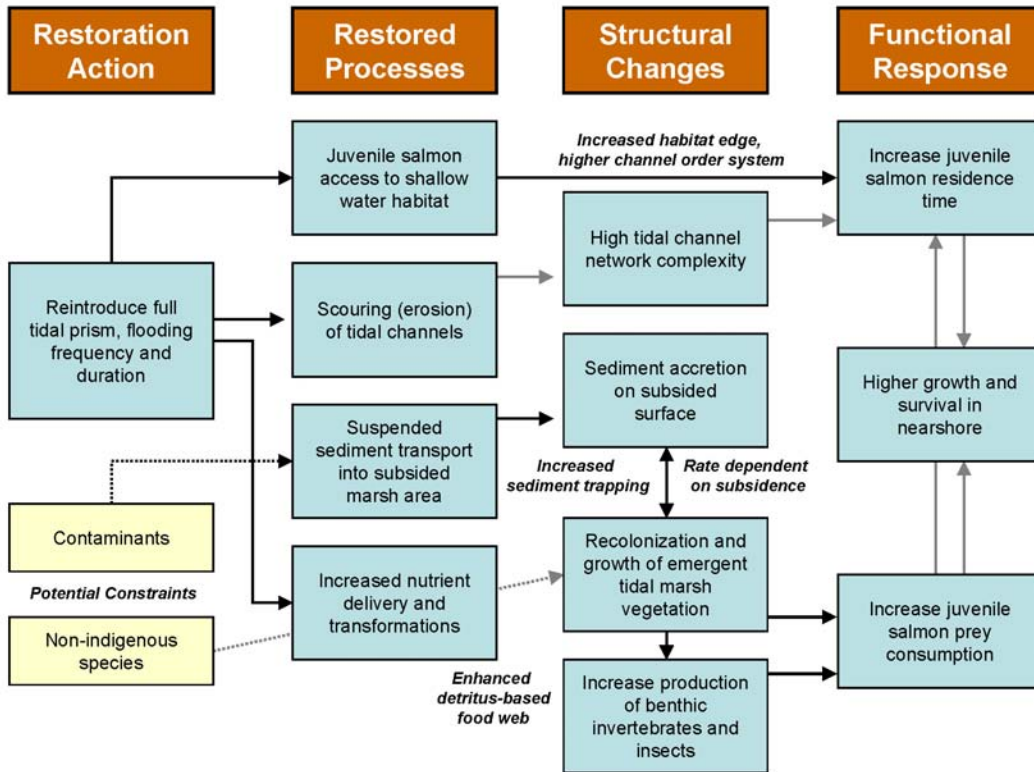 Restoration
Action
Restored
Processes
Structural
Changes
Functional
Response
Juvenile salmon
access to shallow
water habitat
Increased habitat edge,
higher channel order system
Increase juvenile
salmon residence
time
High tidal channel
network complexity
Reintroduce full
tidal prism, flooding
frequency and
duration
Scouring (erosion)
of tidal channels
Sediment accretion
on subsided
surface
Higher growth and
survival in
nearshore
Suspended
sediment transport
into subsided
marsh area
Increased
sediment trapping
Rate dependent
on subsidence
Contaminants
Potential Constraints
Non-indigenous
species
Increased nutrient
delivery and
transformations
Recolonization and
growth of emergent
tidal marsh
vegetation
Increase juvenile
salmon prey
consumption
Enhanced
detritus-based
food web
Increase production
of benthic
invertebrates and
insects